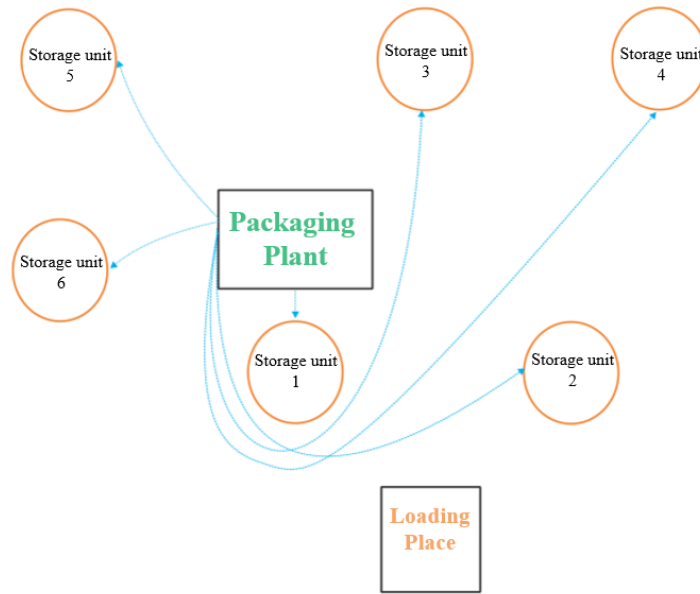 Storage unit
5
Storage unit
3
Storage unit
4
Packaging
Plant
Storage unit
6
Storage unit
1
Storage unit
2
Loading
Place